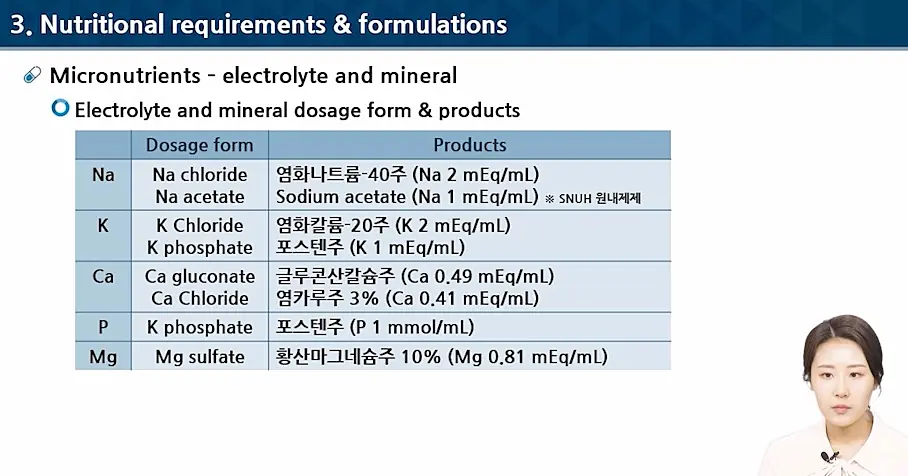 3. Nutritional requirements & formulations
Micronutrients - electrolyte and mineral
Electrolyte and mineral dosage form & products
Dosage form Products
Na Na chloride 염화나트륨-40주 (Na 2 mEq/mL)
Na acetate Sodium acetate (Na 1 mEq/mL) ※ SNUH 원내제제
K K Chloride 염화칼륨-20주 (K 2 mEq/mL)
K phosphate 포스텐주 (K 1 mEq/mL)
Ca Ca gluconate 글루콘산칼슘주 (Ca 0.49 mEq/mL)
Ca Chloride 염카루주 3% (Ca 0.41 mEq/mL)
P K phosphate 포스텐주 (P 1 mmol/mL)
Mg Mg sulfate 황산마그네슘주 10% (Mg 0.81 mEq/mL)